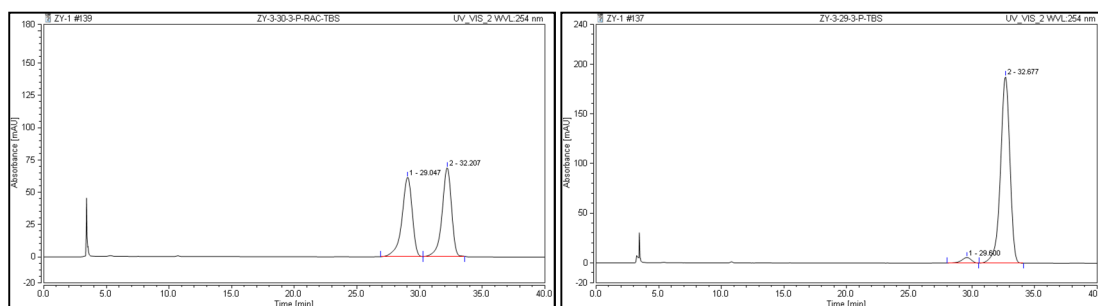 ZY-1 #139 ZY-3-30-3-P-RAC-TBS UV_VIS_2 WVL:254 nm
180
150
125
100
75
50
25
0
-20
Absorbance [mAU]
1 - 29.047
2 - 32.207
0.0 5.0 10.0 15.0 20.0 25.0 30.0 35.0 40.0
Time [min]
ZY-1 #137 ZY-3-29-3-P-TBS UV_VIS_2 WVL:254 nm
240
200
150
100
50
0
-20
Absorbance [mAU]
2 - 32.677
1 - 29.600
0.0 5.0 10.0 15.0 20.0 25.0 30.0 35.0 40.0
Time [min]